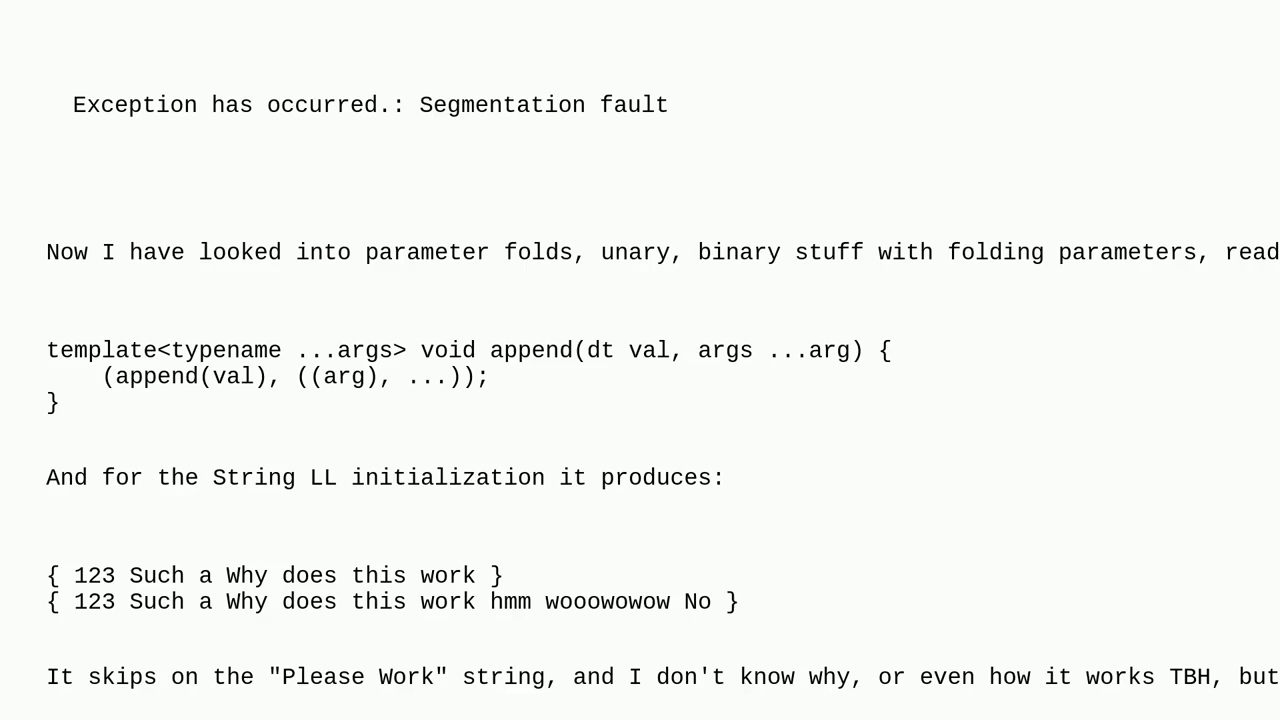 Exception has occurred.: Segmentation fault
Now I have looked into parameter folds, unary, binary stuff with folding parameters, read
template<typename ...args> void append(dt val, args ...arg) {
    (append(val), ((arg), ...));
}
And for the String LL initialization it produces:
{ 123 Such a Why does this work }
{ 123 Such a Why does this work hmm wooowowow No }
It skips on the "Please Work" string, and I don't know why, or even how it works TBH, but